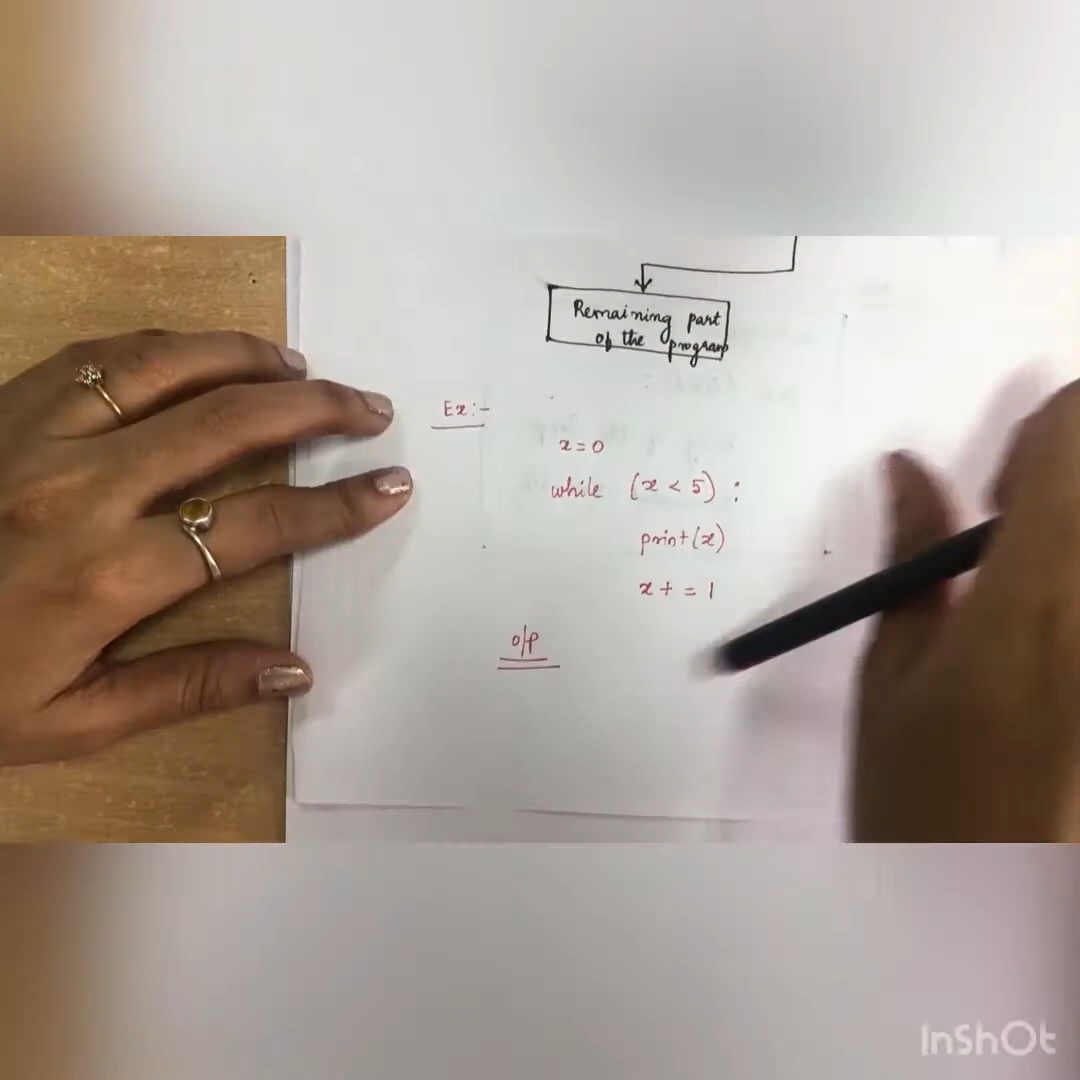 Remaining part
of the program
Ex:-
x = 0
while (x < 5) :
print(x)
x + = 1
o/p
InShOt